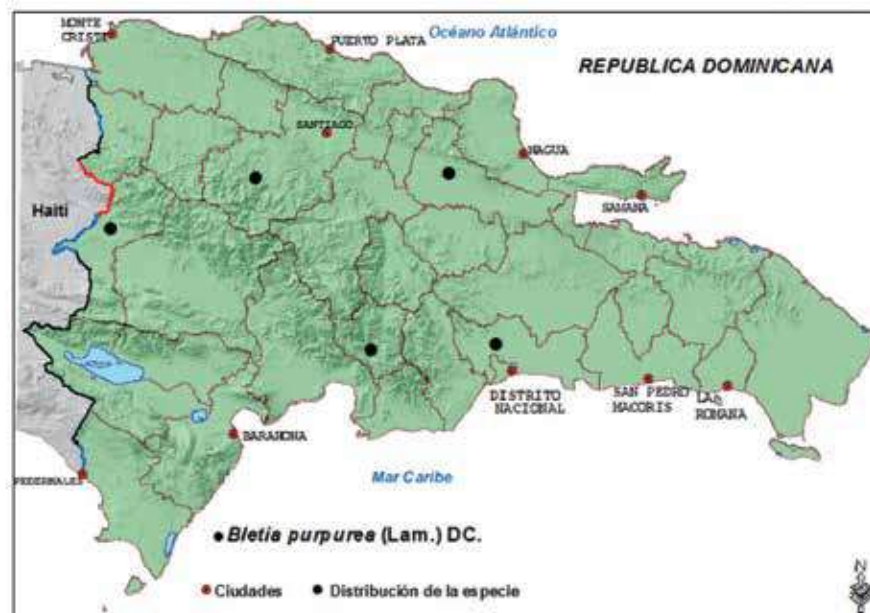 MONTE
CRISTI
PUERTO PLATA
Océano Atlántico
REPUBLICA DOMINICANA
SANTIAGO
NAGUA
SAMANA
Haití
DISTRITO
NACIONAL
SAN PEDRO
MACORIS
LA
ROMANA
BARAHONA
PEDERNALES
Mar Caribe
Bletia purpurea (Lam.) DC.
Ciudades
Distribución de la especie
N